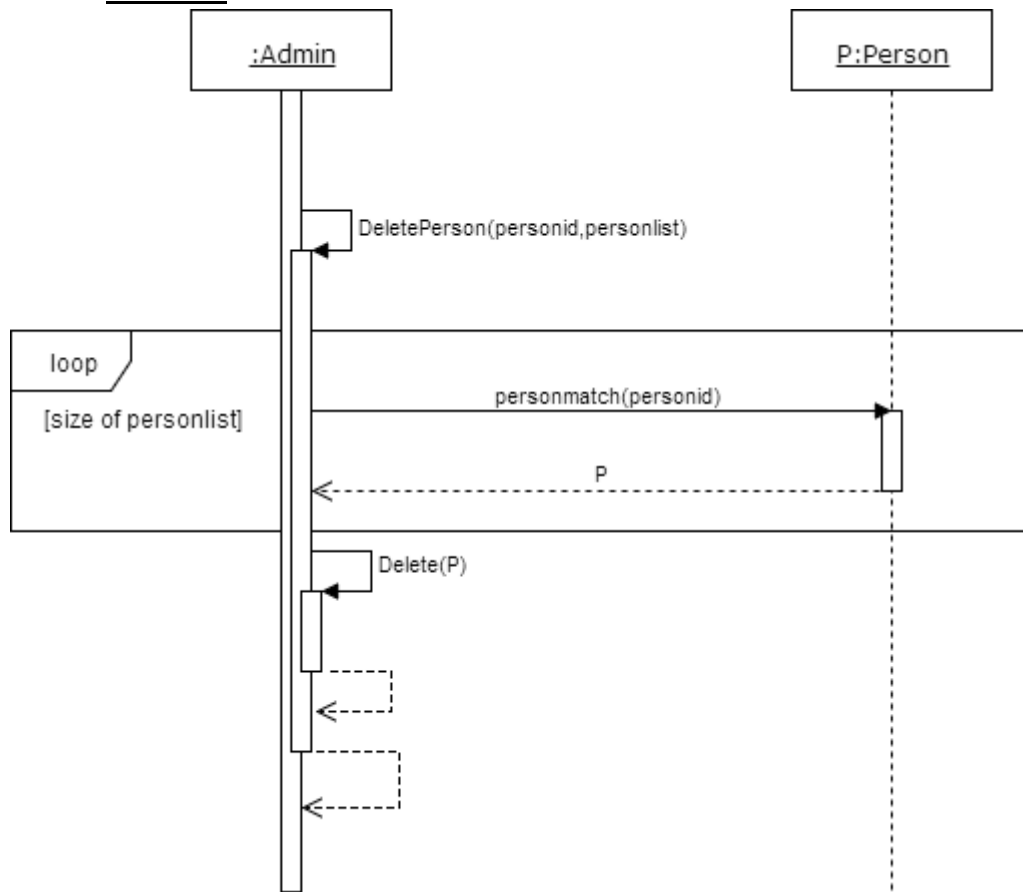 :Admin
P:Person
DeletePerson(personid,personlist)
loop
[size of personlist]
personmatch(personid)
P
Delete(P)